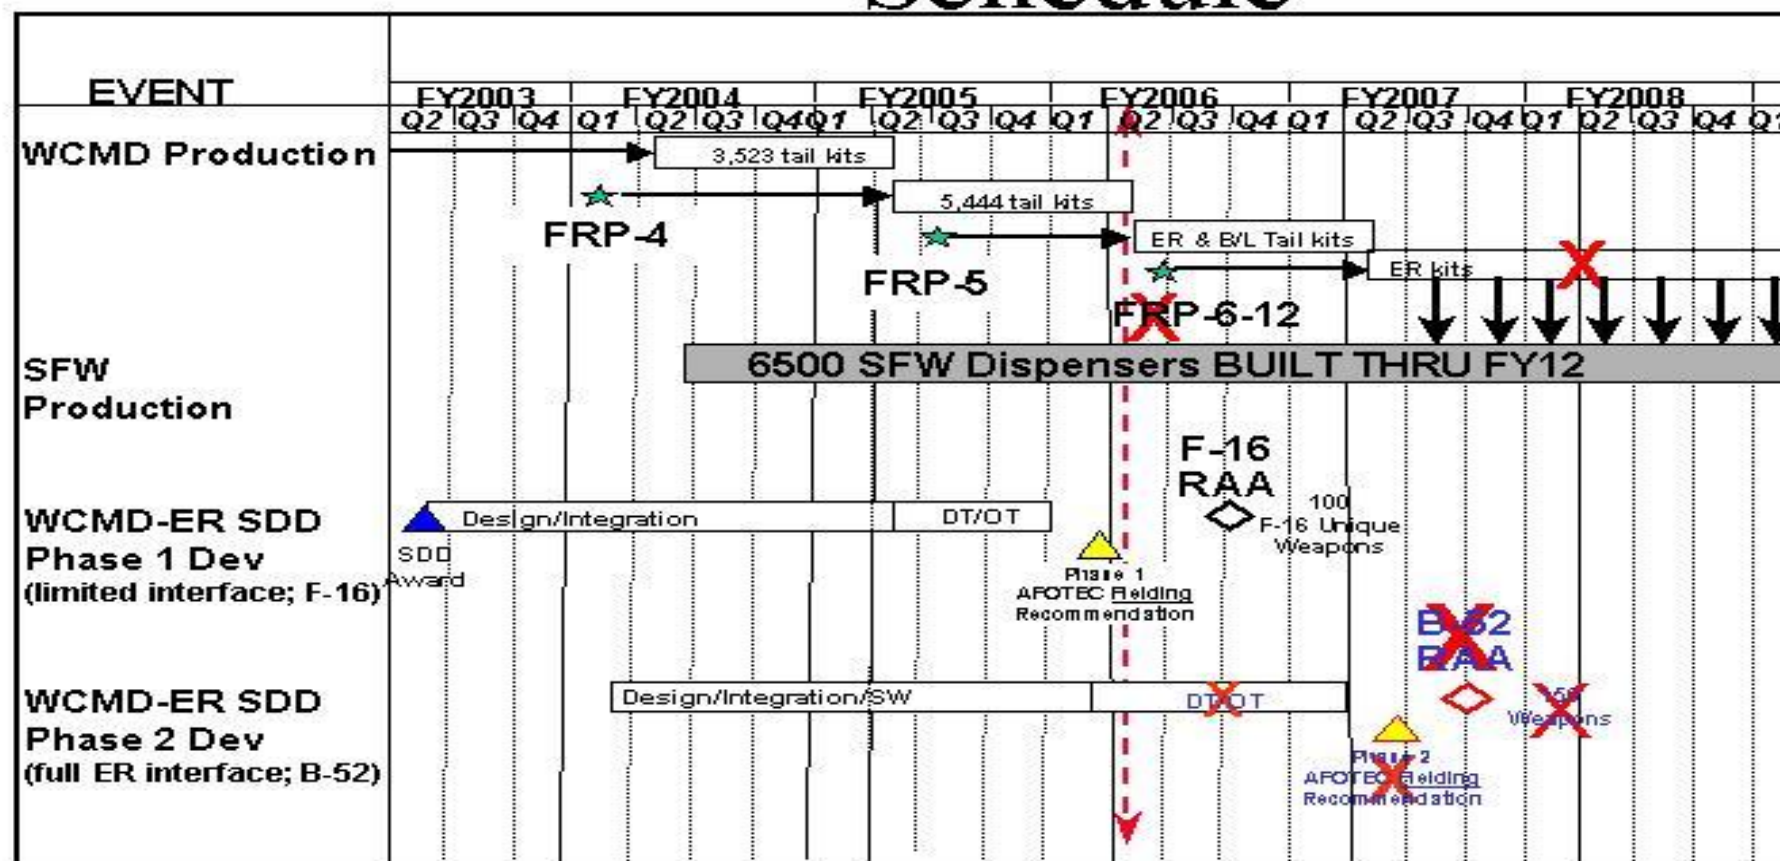 Schedule
EVENT
FY2003 FY2004 FY2005 FY2006 FY2007 FY2008
Q2 Q3 Q4 Q1 Q2 Q3 Q4 Q1 Q2 Q3 Q4 Q1 Q2 Q3 Q4 Q1 Q2 Q3 Q4 Q1 Q2 Q3 Q4 Q1
WCMD Production
3,523 tail kits
5,444 tail kits
FRP-4
ER & B/L Tail kits
FRP-5
ER kits
FRP-6-12
SFW
Production
6500 SFW Dispensers BUILT THRU FY12
F-16
RAA
100
F-16 Unique
Weapons
WCMD-ER SDD
Phase 1 Dev
(limited interface; F-16)
Design/Integration
DT/OT
SDD
Award
Phase 1
AFOTEC Fielding
Recommendation
B-52
RAA
WCMD-ER SDD
Phase 2 Dev
(full ER interface; B-52)
Design/Integration/SW
DT/OT
Weapons
Phase 2
AFOTEC Fielding
Recommendation